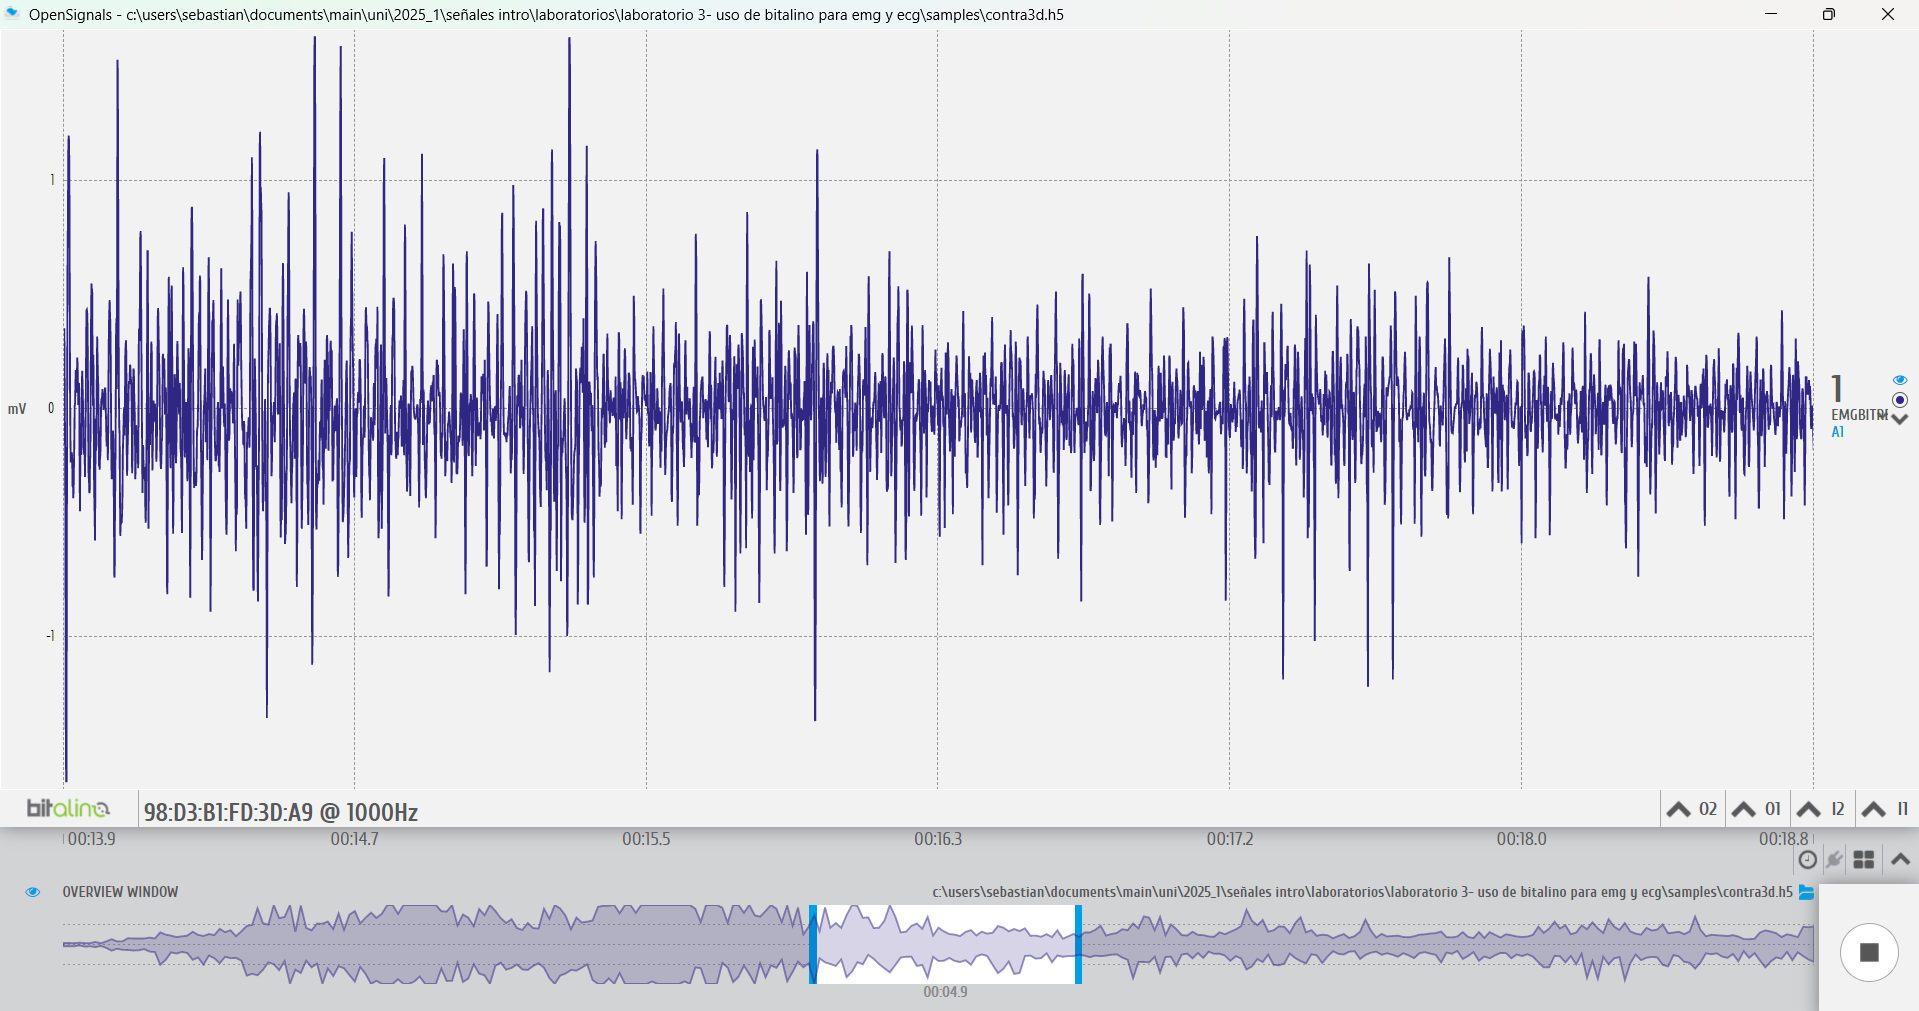 OpenSignals - c:\users\sebastian\documents\main\uni\2025_1\señales intro\laboratorios\laboratorio 3- uso de bitalino para emg y ecg\samples\contra3d.h5
1
mV 0
-1
1
EMGBITM
A1
bitalino 98:D3:B1:FD:3D:A9 @ 1000Hz
O2 O1 I2 I1
00:13.9 00:14.7 00:15.5 00:16.3 00:17.2 00:18.0 00:18.8
OVERVIEW WINDOW c:\users\sebastian\documents\main\uni\2025_1\señales intro\laboratorios\laboratorio 3- uso de bitalino para emg y ecg\samples\contra3d.h5
00:04.9